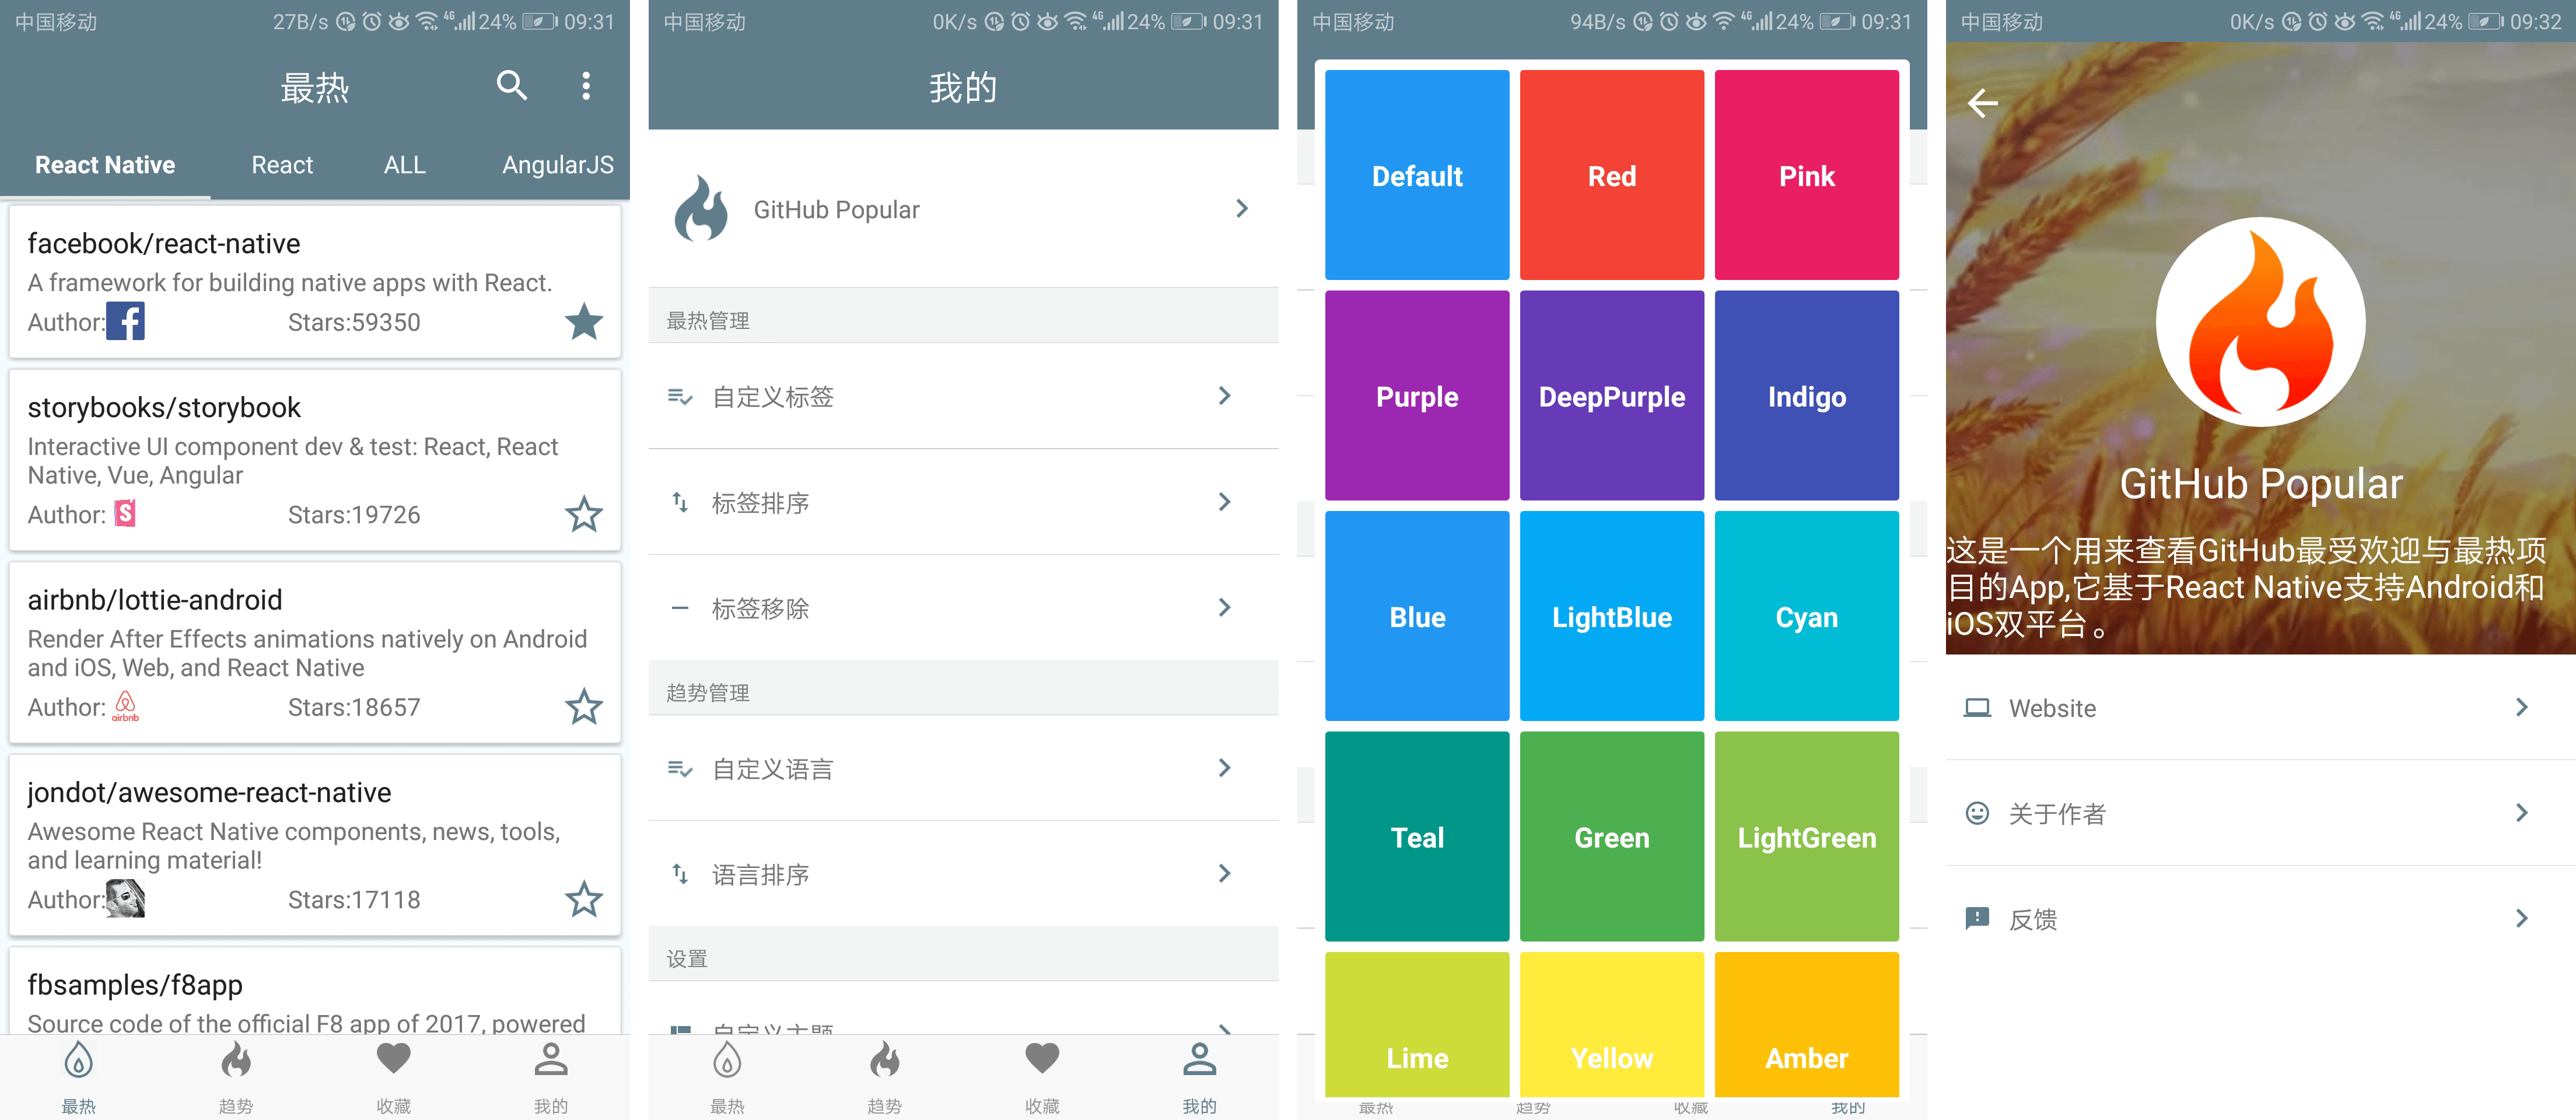 中国移动 27B/s 4G 24% 09:31
最热
React Native React ALL AngularJS
facebook/react-native
A framework for building native apps with React.
Author: Stars:59350
storybooks/storybook
Interactive UI component dev & test: React, React
Native, Vue, Angular
Author: Stars:19726
airbnb/lottie-android
Render After Effects animations natively on Android
and iOS, Web, and React Native
Author: airbnb Stars:18657
jondot/awesome-react-native
Awesome React Native components, news, tools,
and learning material!
Author: Stars:17118
fbsamples/f8app
Source code of the official F8 app of 2017, powered
最热 趋势 收藏 我的
中国移动 0K/s 4G 24% 09:31
我的
GitHub Popular
最热管理
自定义标签
标签排序
标签移除
趋势管理
自定义语言
语言排序
设置
自定义主题
最热 趋势 收藏 我的
中国移动 94B/s 4G 24% 09:31
Default Red Pink
Purple DeepPurple Indigo
Blue LightBlue Cyan
Teal Green LightGreen
Lime Yellow Amber
最热 趋势 收藏 我的
中国移动 0K/s 4G 24% 09:32
GitHub Popular
这是一个用来查看GitHub最受欢迎与最热项
目的App,它基于React Native支持Android和
iOS双平台。
Website
关于作者
反馈